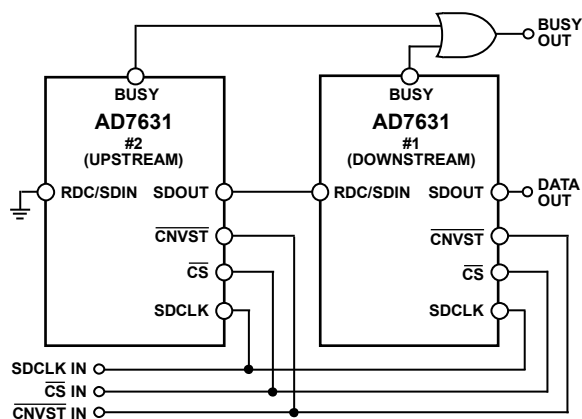 BUSY
OUT
BUSY
AD7631
#2
(UPSTREAM)
RDC/SDIN
SDOUT
CNVST
CS
SDCLK
BUSY
AD7631
#1
(DOWNSTREAM)
RDC/SDIN
SDOUT
CNVST
CS
SDCLK
DATA
OUT
SDCLK IN
CS IN
CNVST IN